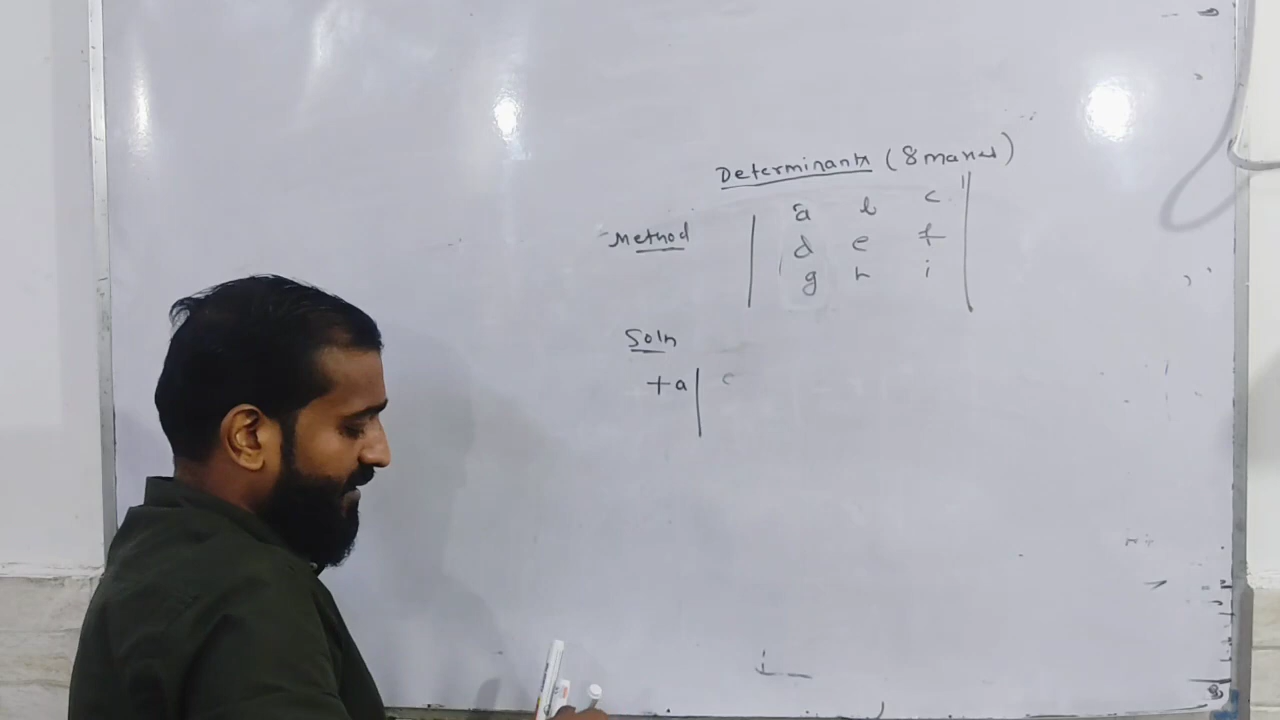 Determinants (8 marks)
Method
a b c
d e f
g h i
Soln
+a| e